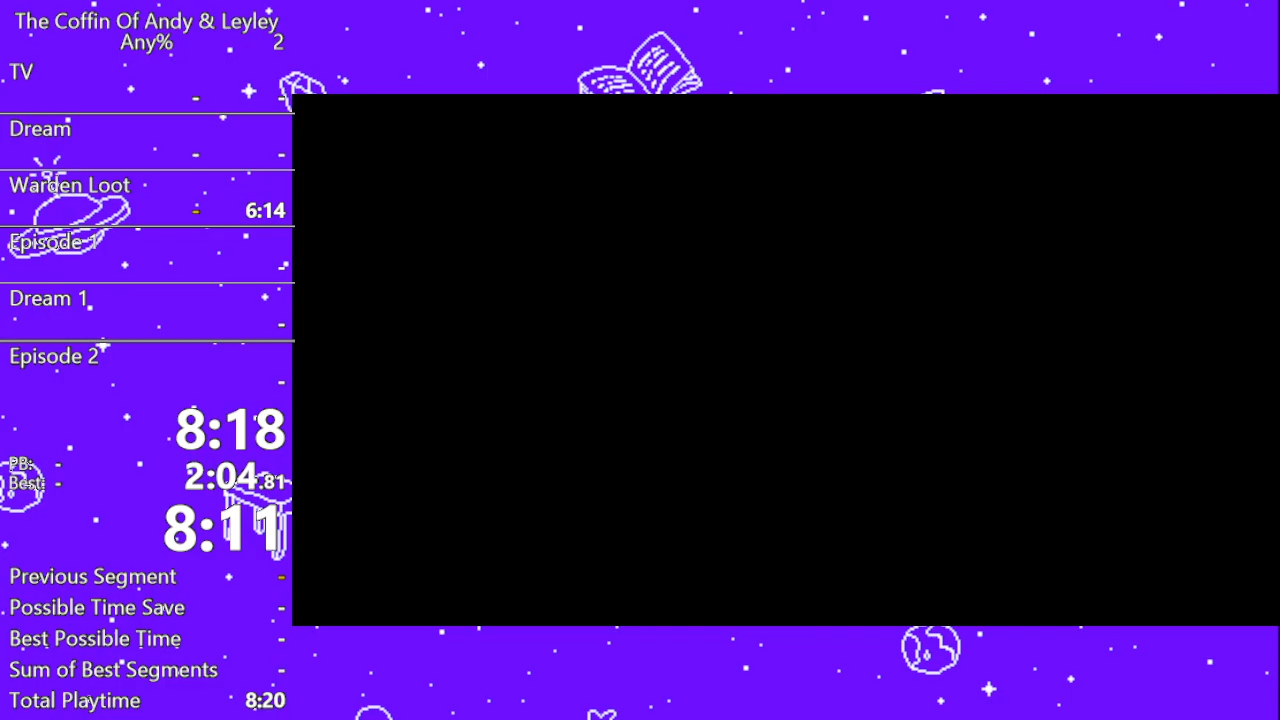 The Coffin Of Andy & Leyley
Any% 2
TV
- -
Dream
- -
Warden Loot
- 6:14
Episode 1
-
Dream 1
-
Episode 2
-
8:18
PB: - 2:04.81
Best: -
8:11
Previous Segment -
Possible Time Save -
Best Possible Time -
Sum of Best Segments -
Total Playtime 8:20